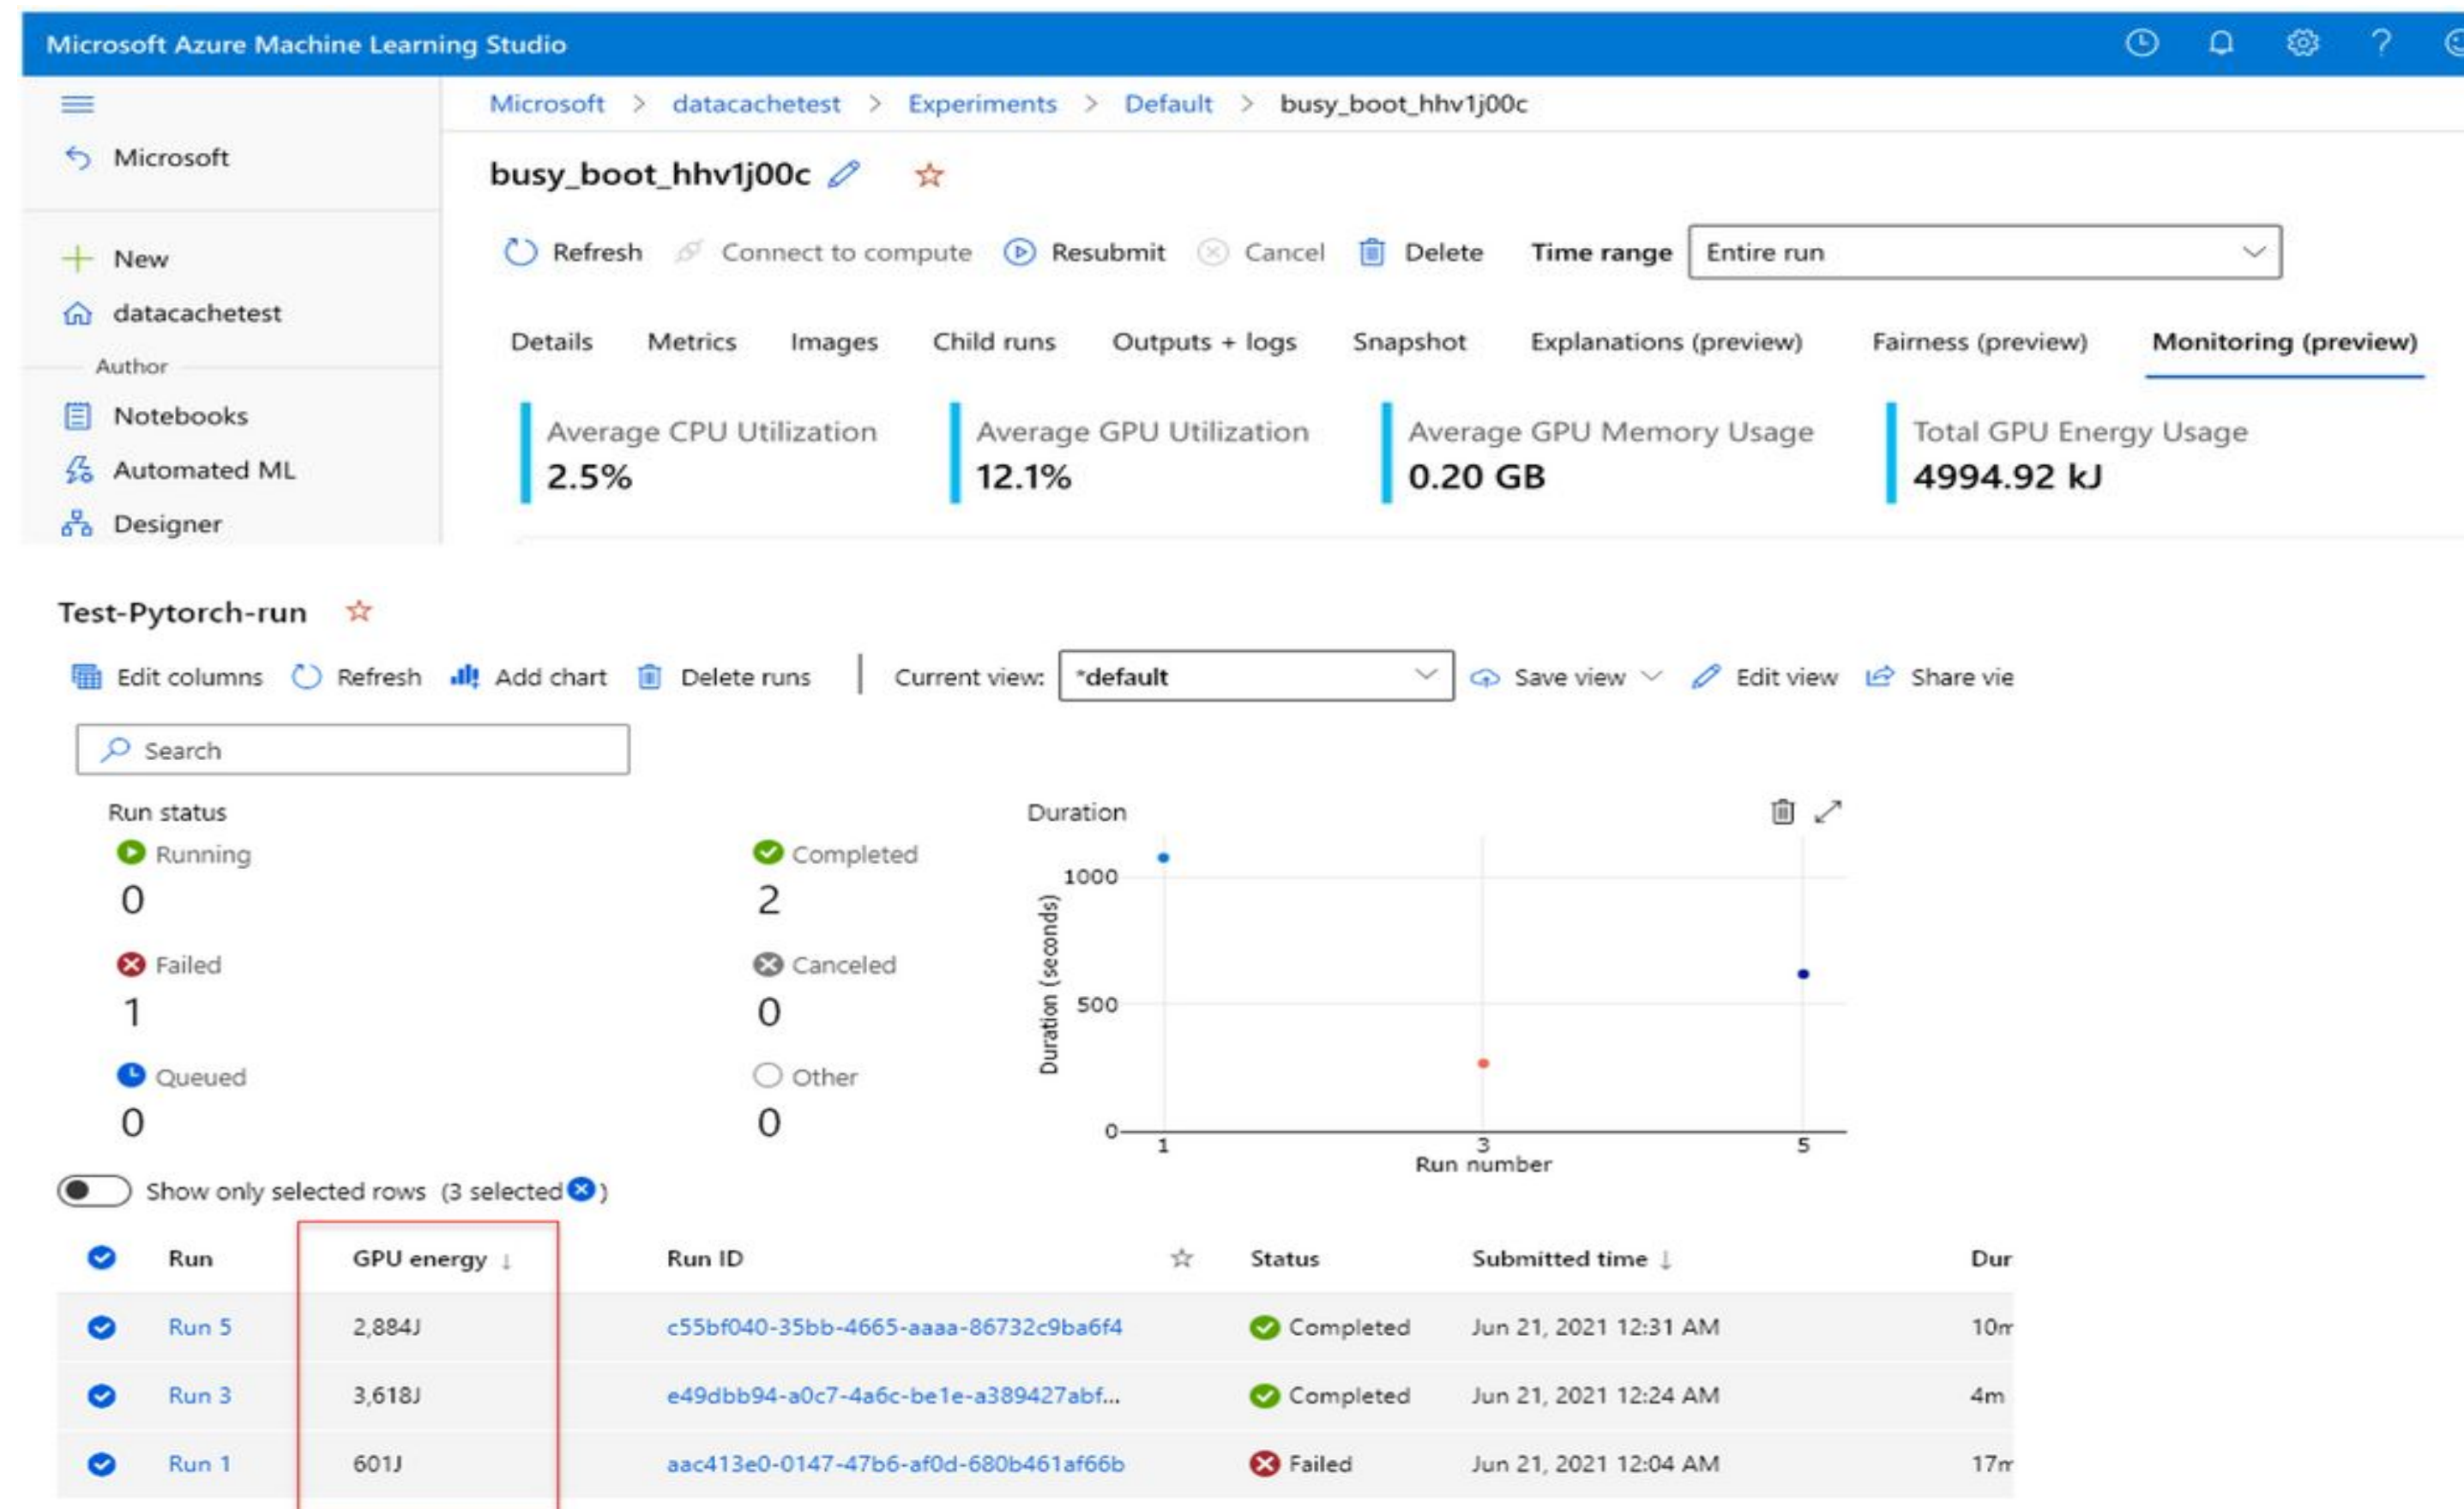 Microsoft Azure Machine Learning Studio
Microsoft > datacachetest > Experiments > Default > busy_boot_hhv1j00c
Microsoft
busy_boot_hhv1j00c
New
Refresh Connect to compute Resubmit Cancel Delete Time range Entire run
datacachetest
Details Metrics Images Child runs Outputs + logs Snapshot Explanations (preview) Fairness (preview) Monitoring (preview)
Author
Notebooks
Automated ML
Designer
Average CPU Utilization Average GPU Utilization Average GPU Memory Usage Total GPU Energy Usage
2.5% 12.1% 0.20 GB 4994.92 kJ
Test-Pytorch-run
Edit columns Refresh Add chart Delete runs Current view: *default Save view Edit view Share vie
Search
Run status
Running Completed
0 2
Failed Canceled
1 0
Queued Other
0 0
Duration
Duration (seconds)
1000
500
0
1 3 5
Run number
Show only selected rows (3 selected )
Run GPU energy ↓ Run ID Status Submitted time ↓ Dur
Run 5 2,884J c55bf040-35bb-4665-aaaa-86732c9ba6f4 Completed Jun 21, 2021 12:31 AM 10m
Run 3 3,618J e49dbb94-a0c7-4a6c-be1e-a389427abf... Completed Jun 21, 2021 12:24 AM 4m
Run 1 601J aac413e0-0147-47b6-af0d-680b461af66b Failed Jun 21, 2021 12:04 AM 17m